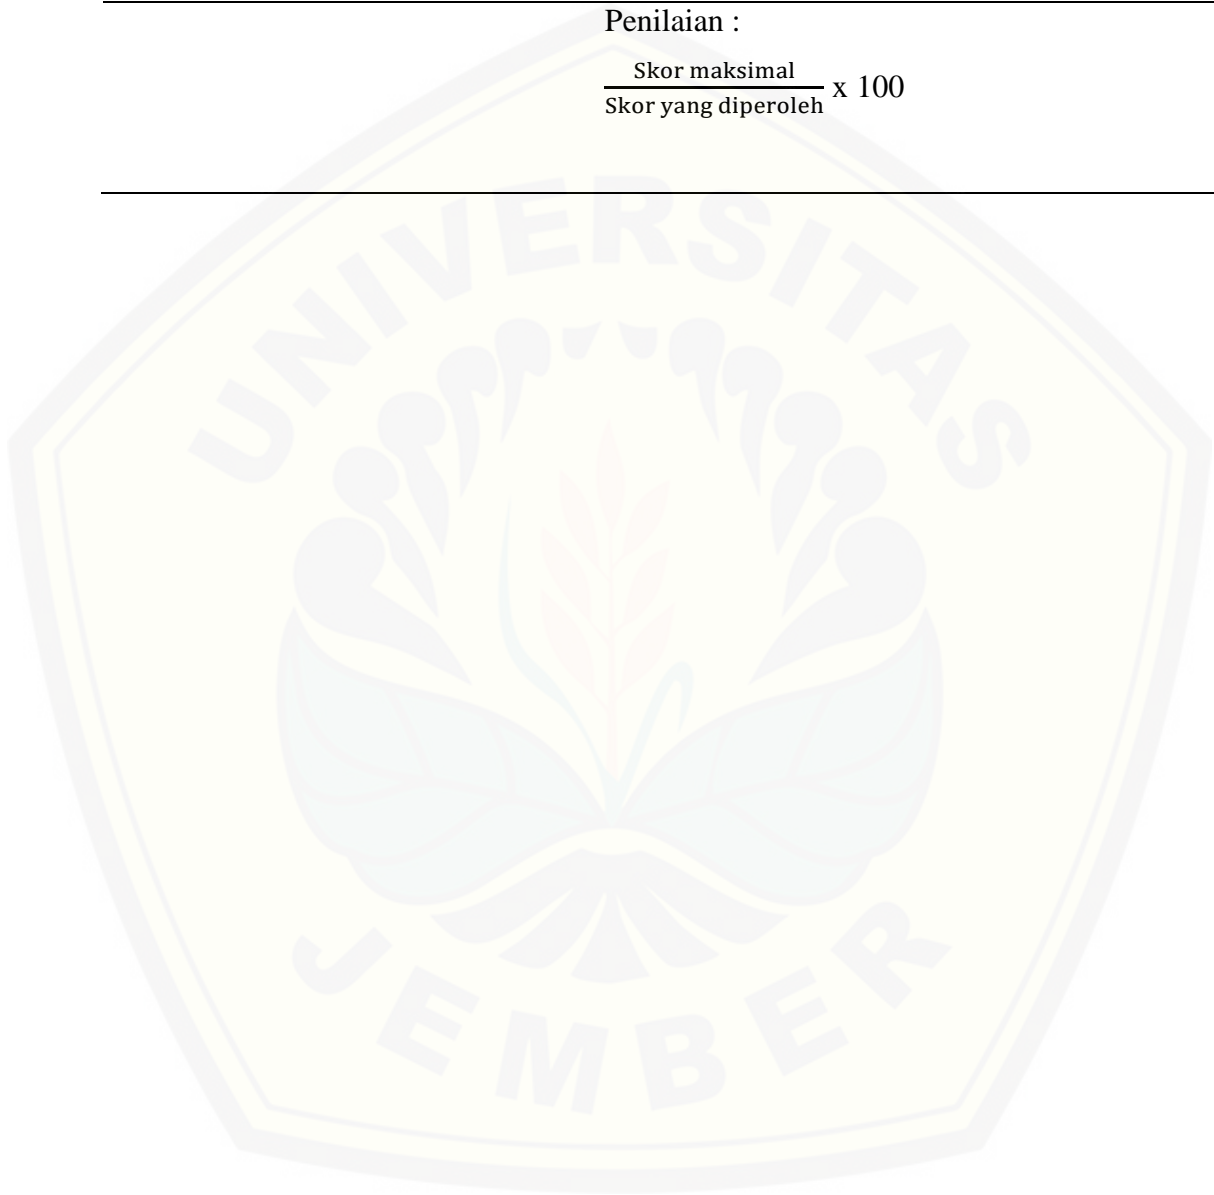 Penilaian :
Skor maksimal
Skor yang diperoleh x 100
UNIVERSITAS
JEMBER